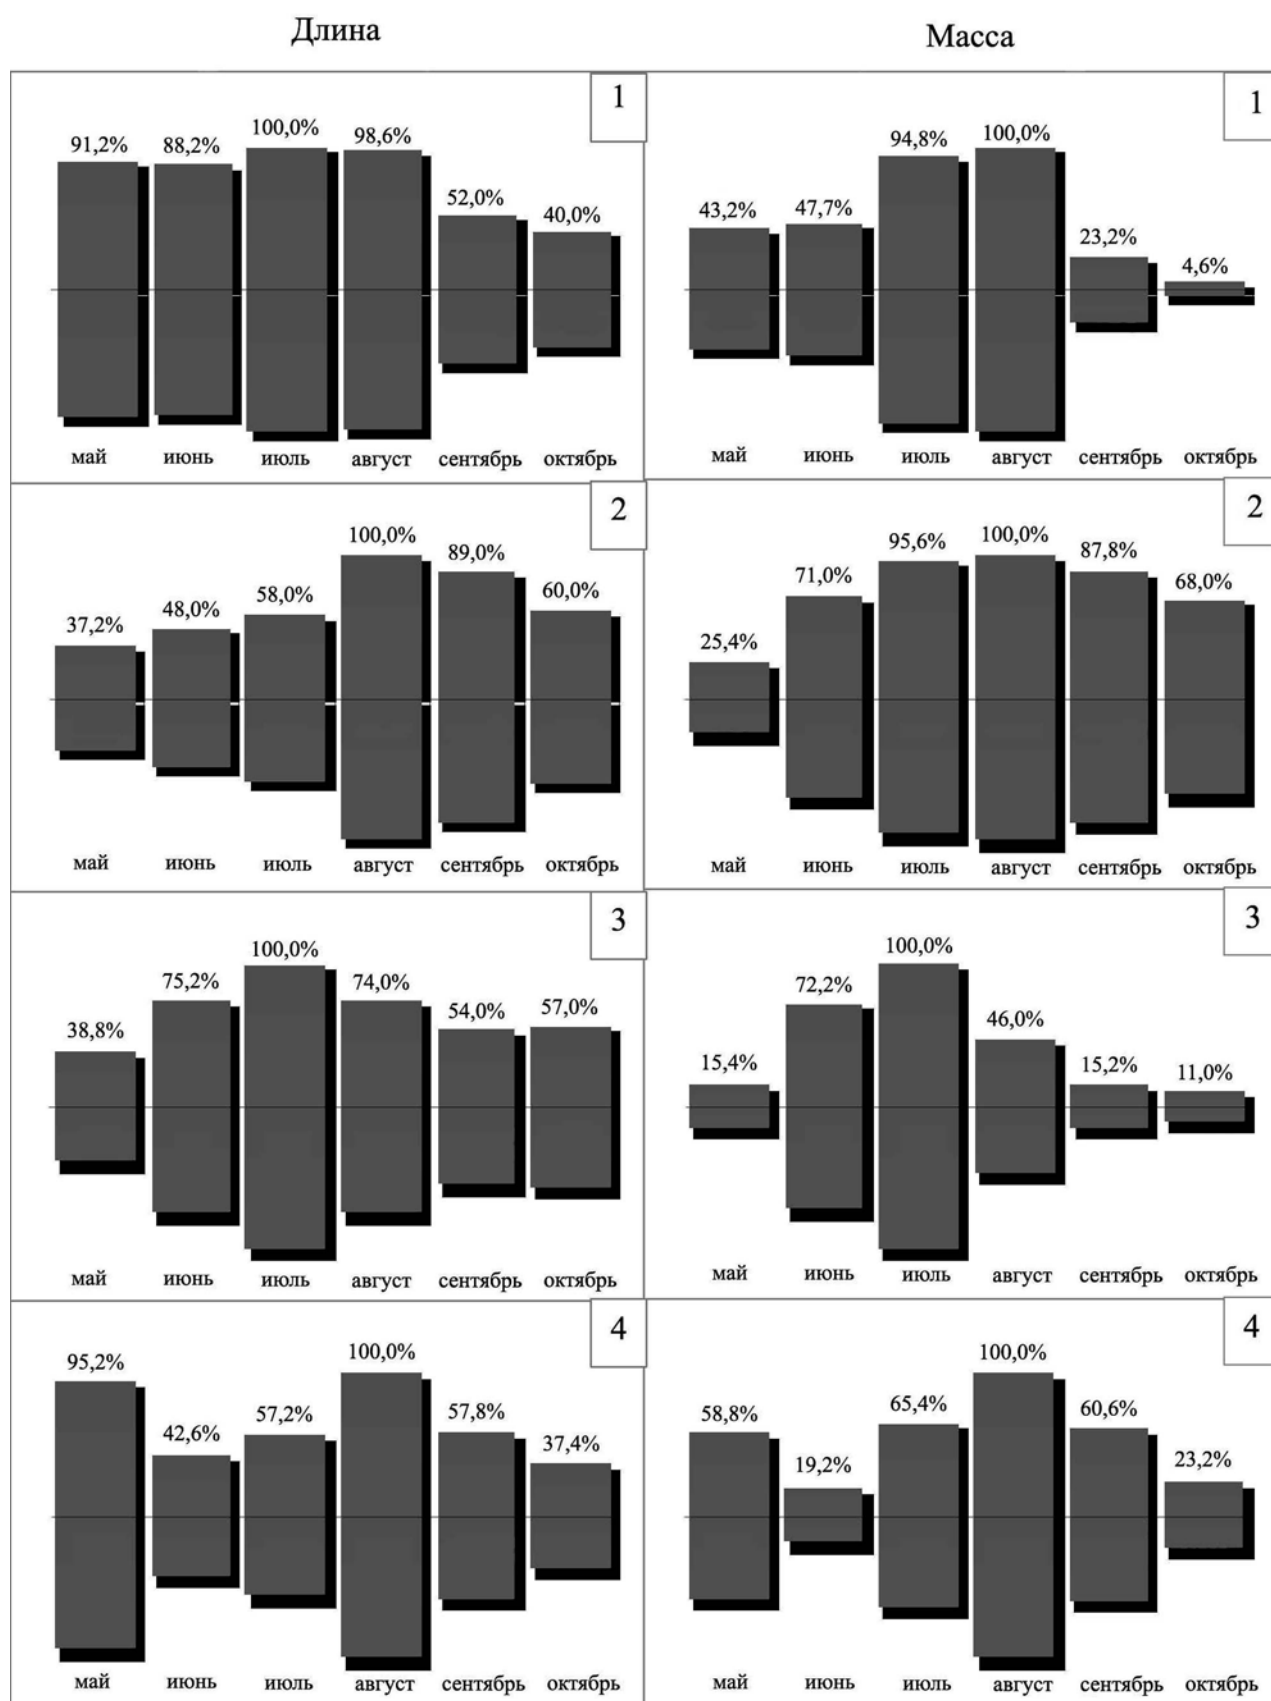 Длина
Масса
1
91,2% 88,2% 100,0% 98,6% 52,0% 40,0%
май июнь июль август сентябрь октябрь
1
43,2% 47,7% 94,8% 100,0% 23,2% 4,6%
май июнь июль август сентябрь октябрь
2
37,2% 48,0% 58,0% 100,0% 89,0% 60,0%
май июнь июль август сентябрь октябрь
2
25,4% 71,0% 95,6% 100,0% 87,8% 68,0%
май июнь июль август сентябрь октябрь
3
38,8% 75,2% 100,0% 74,0% 54,0% 57,0%
май июнь июль август сентябрь октябрь
3
15,4% 72,2% 100,0% 46,0% 15,2% 11,0%
май июнь июль август сентябрь октябрь
4
95,2% 42,6% 57,2% 100,0% 57,8% 37,4%
май июнь июль август сентябрь октябрь
4
58,8% 19,2% 65,4% 100,0% 60,6% 23,2%
май июнь июль август сентябрь октябрь